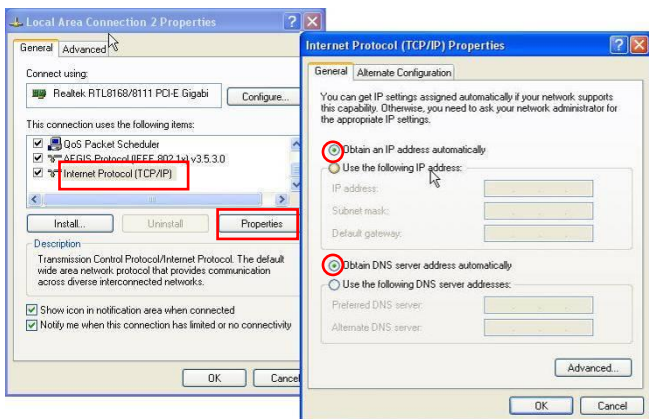 Local Area Connection 2 Properties
General Advanced
Connect using:
Realtek RTL8168/8111 PCI-E Gigabi
Configure...
This connection uses the following items:
QoS Packet Scheduler
AEGIS Protocol (IEEE 802.1x) v3.5.3.0
Internet Protocol (TCP/IP)
Install... Uninstall Properties
Description
Transmission Control Protocol/Internet Protocol. The default
wide area network protocol that provides communication
across diverse interconnected networks.
Show icon in notification area when connected
Notify me when this connection has limited or no connectivity
OK Cancel
Internet Protocol (TCP/IP) Properties
General Alternate Configuration
You can get IP settings assigned automatically if your network supports
this capability. Otherwise, you need to ask your network administrator for
the appropriate IP settings.
Obtain an IP address automatically
Use the following IP address:
IP address:
Subnet mask:
Default gateway:
Obtain DNS server address automatically
Use the following DNS server addresses:
Preferred DNS server:
Alternate DNS server:
Advanced...
OK Cancel